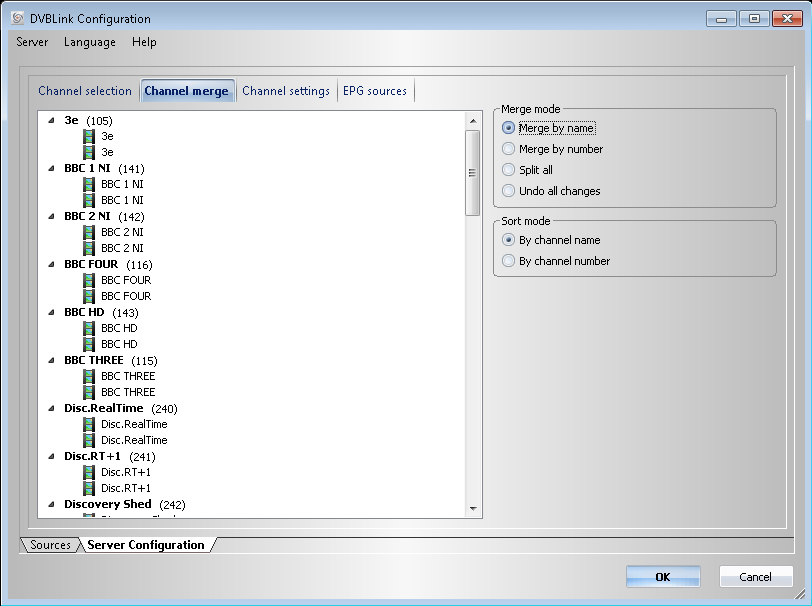 DVBLink Configuration
Server Language Help
Channel selection Channel merge Channel settings EPG sources
3e (105)
3e
3e
BBC 1 NI (141)
BBC 1 NI
BBC 1 NI
BBC 2 NI (142)
BBC 2 NI
BBC 2 NI
BBC FOUR (116)
BBC FOUR
BBC FOUR
BBC HD (143)
BBC HD
BBC HD
BBC THREE (115)
BBC THREE
BBC THREE
Disc.RealTime (240)
Disc.RealTime
Disc.RealTime
Disc.RT+1 (241)
Disc.RT+1
Disc.RT+1
Discovery Shed (242)
Merge mode
Merge by name
Merge by number
Split all
Undo all changes
Sort mode
By channel name
By channel number
Sources Server Configuration
OK Cancel